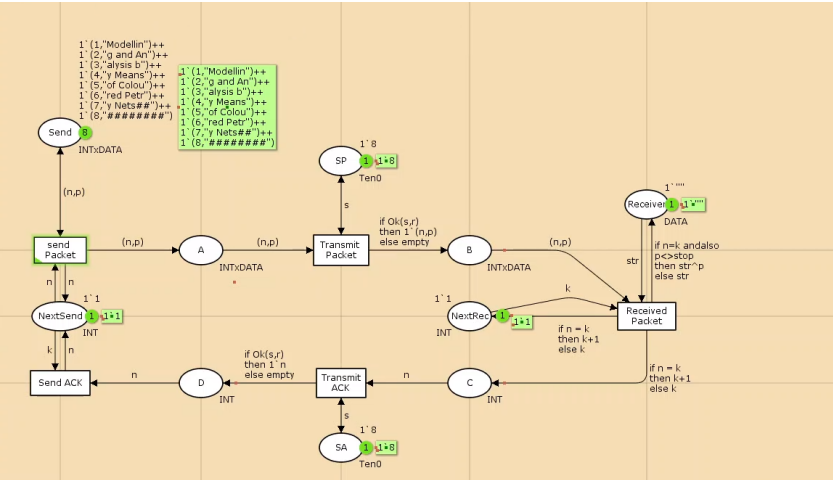 1`(1,"Modellin")++
1`(2,"g and An")++
1`(3,"alysis b")++
1`(4,"y Means")++
1`(5,"of Colou")++
1`(6,"red Petr")++
1`(7,"y Nets##")++
1`(8,"########")
1`(1,"Modellin")++
1`(2,"g and An")++
1`(3,"alysis b")++
1`(4,"y Means")++
1`(5,"of Colou")++
1`(6,"red Petr")++
1`(7,"y Nets##")++
1`(8,"########")
Send
8
INTxDATA
1`8
SP
1
1`8
Ten0
(n,p)
s
1`""
Receiver
1
1`""
DATA
send
Packet
(n,p)
A
INTxDATA
(n,p)
Transmit
Packet
if Ok(s,r)
then 1`(n,p)
else empty
B
INTxDATA
(n,p)
str
if n=k andalso
p<>stop
then str^p
else str
n
n
1`1
NextSend
1
1`1
INT
1`1
NextRec
1
1`1
INT
k
Received
Packet
if n = k
then k+1
else k
k
n
Send ACK
n
D
INT
if Ok(s,r)
then 1`n
else empty
Transmit
ACK
n
C
INT
if n = k
then k+1
else k
s
1`8
SA
1
1`8
Ten0